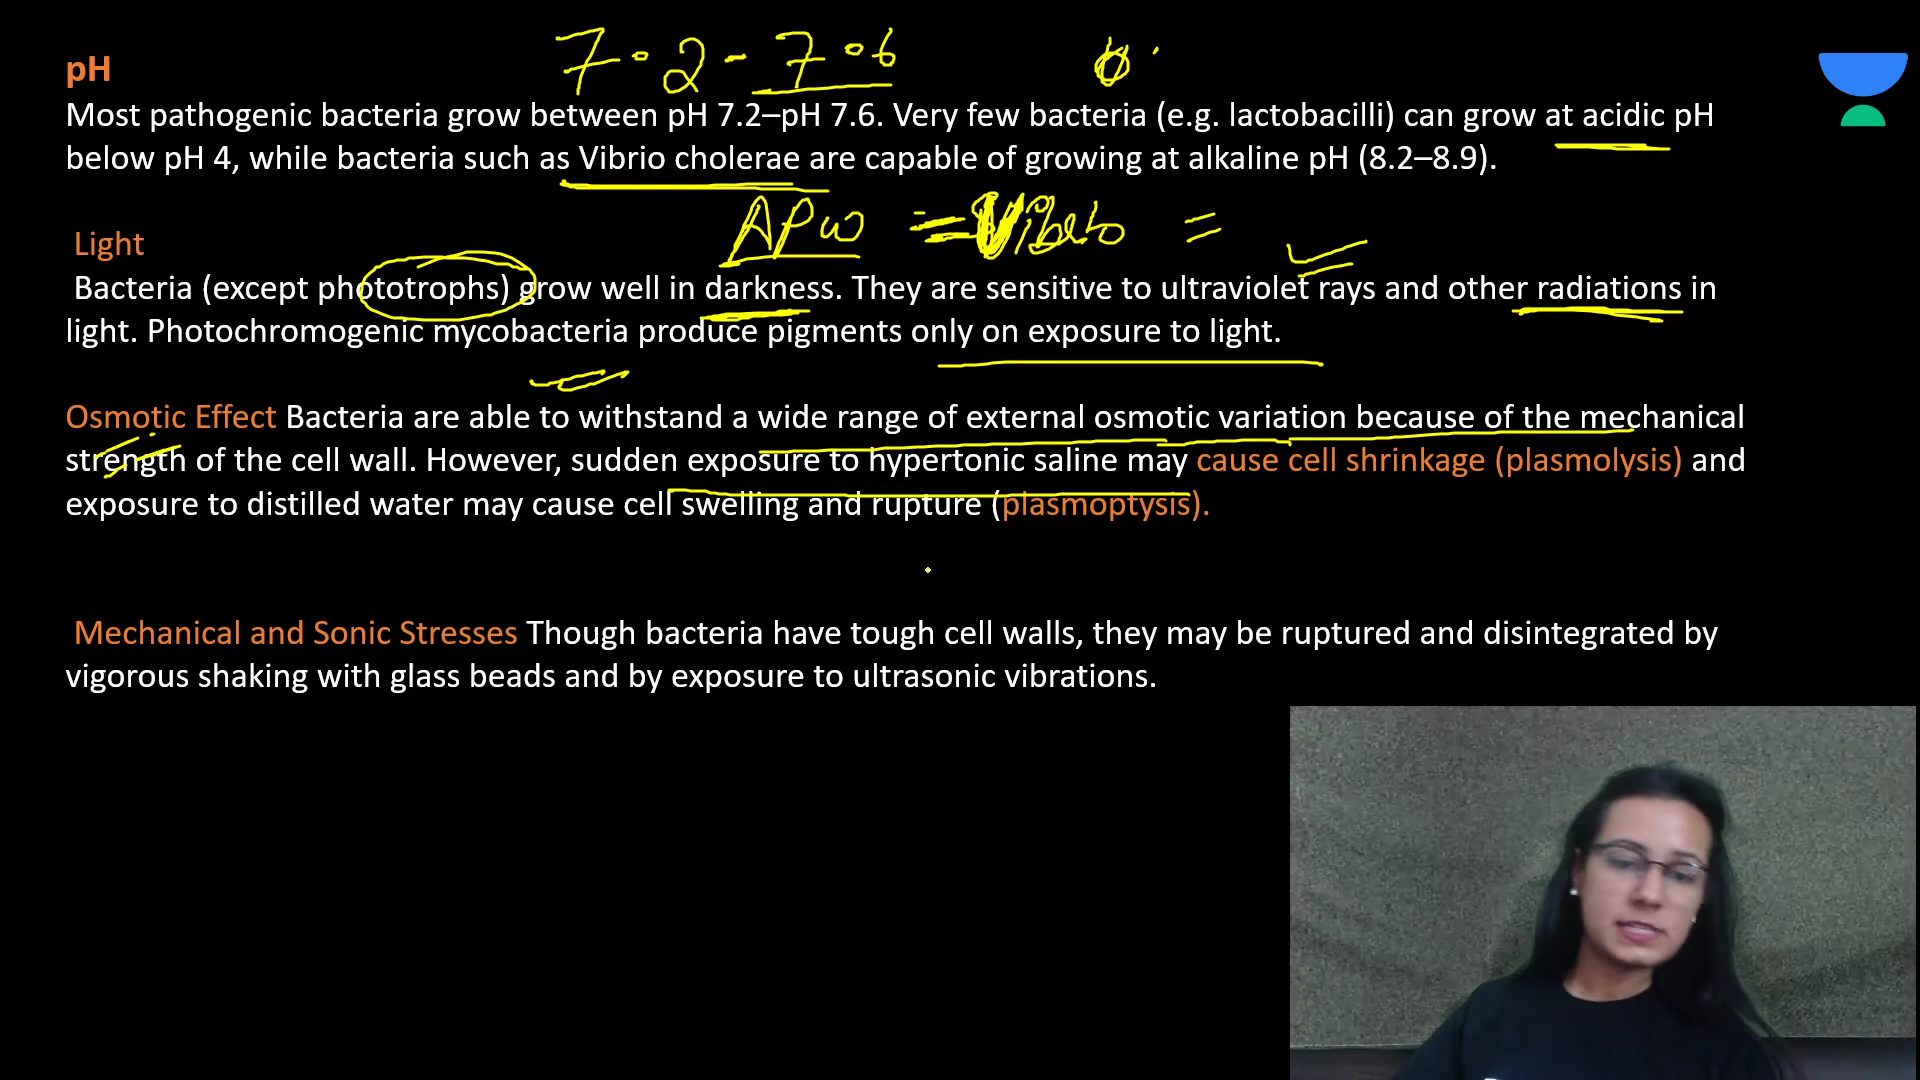 7.2 - 7.6
pH
Most pathogenic bacteria grow between pH 7.2–pH 7.6. Very few bacteria (e.g. lactobacilli) can grow at acidic pH
below pH 4, while bacteria such as Vibrio cholerae are capable of growing at alkaline pH (8.2–8.9).
APW = =
Light
Bacteria (except phototrophs) grow well in darkness. They are sensitive to ultraviolet rays and other radiations in
light. Photochromogenic mycobacteria produce pigments only on exposure to light.
Osmotic Effect Bacteria are able to withstand a wide range of external osmotic variation because of the mechanical
strength of the cell wall. However, sudden exposure to hypertonic saline may cause cell shrinkage (plasmolysis) and
exposure to distilled water may cause cell swelling and rupture (plasmoptysis).
Mechanical and Sonic Stresses Though bacteria have tough cell walls, they may be ruptured and disintegrated by
vigorous shaking with glass beads and by exposure to ultrasonic vibrations.